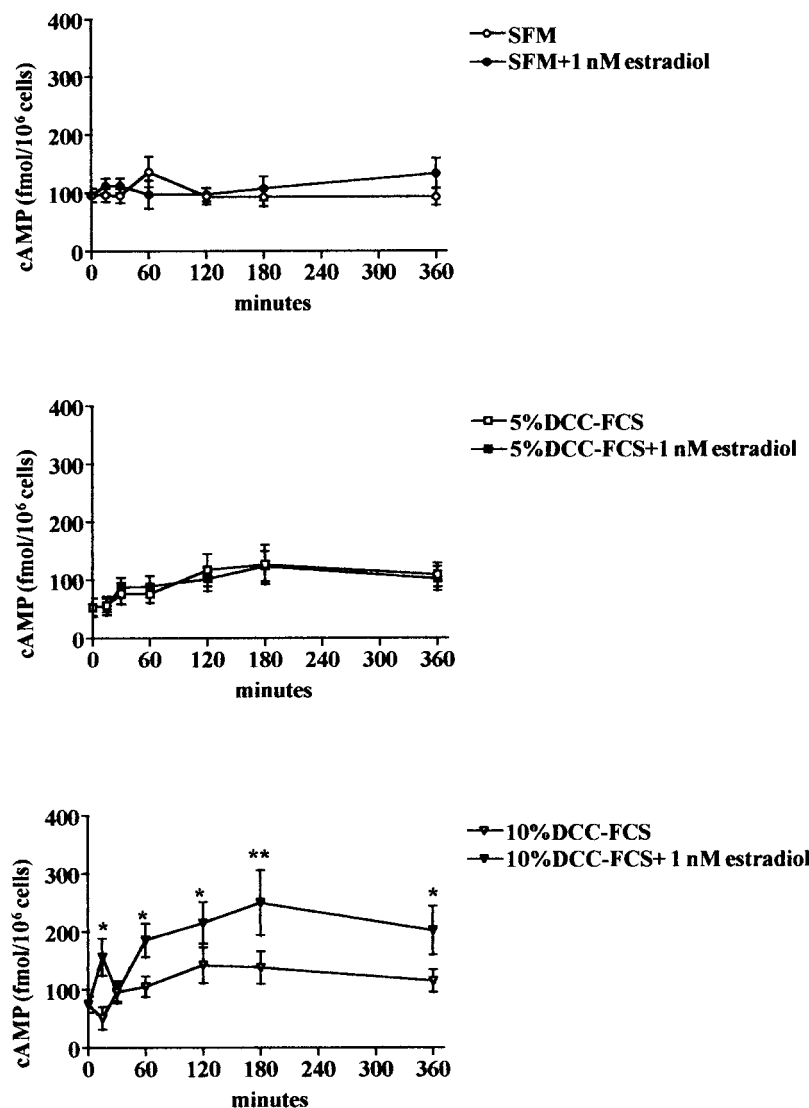 SFM
SFM+1 nM estradiol
cAMP (fmol/10⁶ cells)
400
300
200
100
0
0 60 120 180 240 300 360
minutes
5%DCC-FCS
5%DCC-FCS+1 nM estradiol
cAMP (fmol/10⁶ cells)
400
300
200
100
0
0 60 120 180 240 300 360
minutes
10%DCC-FCS
10%DCC-FCS+ 1 nM estradiol
cAMP (fmol/10⁶ cells)
400
300
200
100
0
* * * ** *
0 60 120 180 240 300 360
minutes